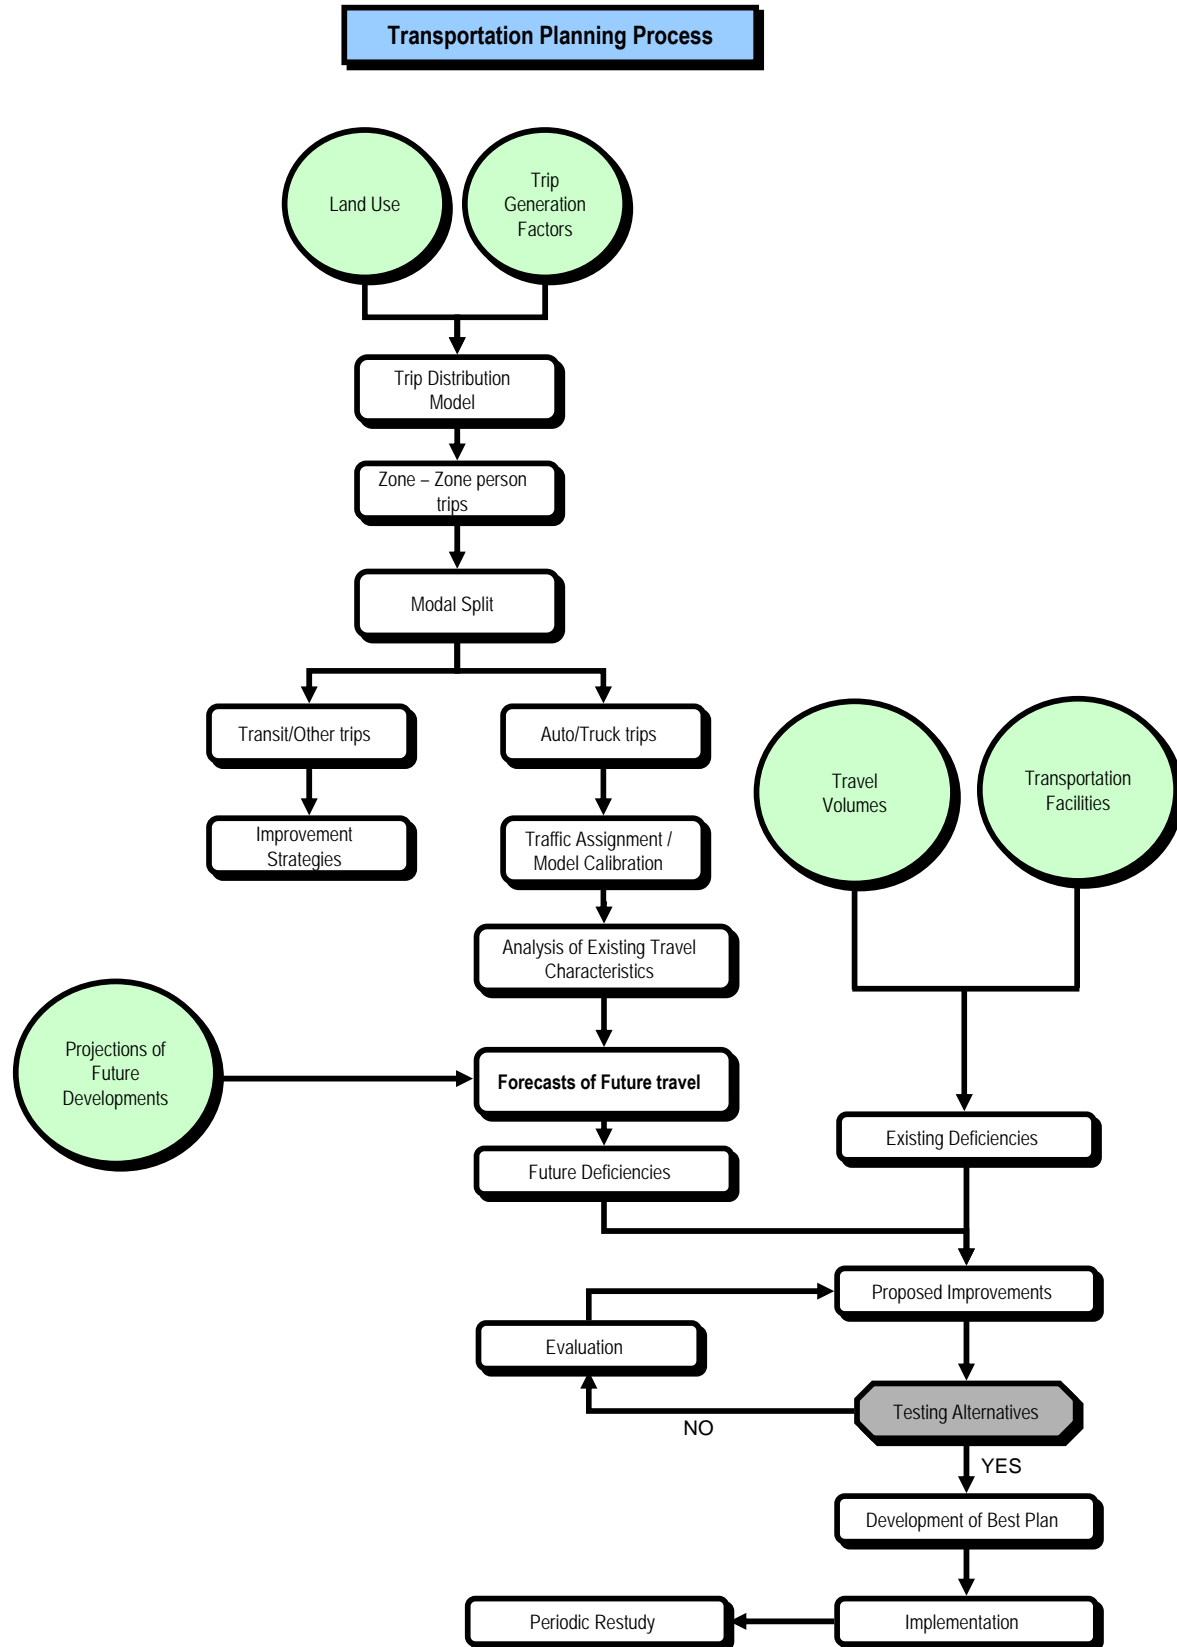 Transportation Planning Process
Land Use
Trip
Generation
Factors
Trip Distribution
Model
Zone – Zone person
trips
Modal Split
Transit/Other trips
Auto/Truck trips
Travel
Volumes
Transportation
Facilities
Improvement
Strategies
Traffic Assignment /
Model Calibration
Analysis of Existing Travel
Characteristics
Projections of
Future
Developments
Forecasts of Future travel
Existing Deficiencies
Future Deficiencies
Proposed Improvements
Evaluation
Testing Alternatives
NO
YES
Development of Best Plan
Periodic Restudy
Implementation